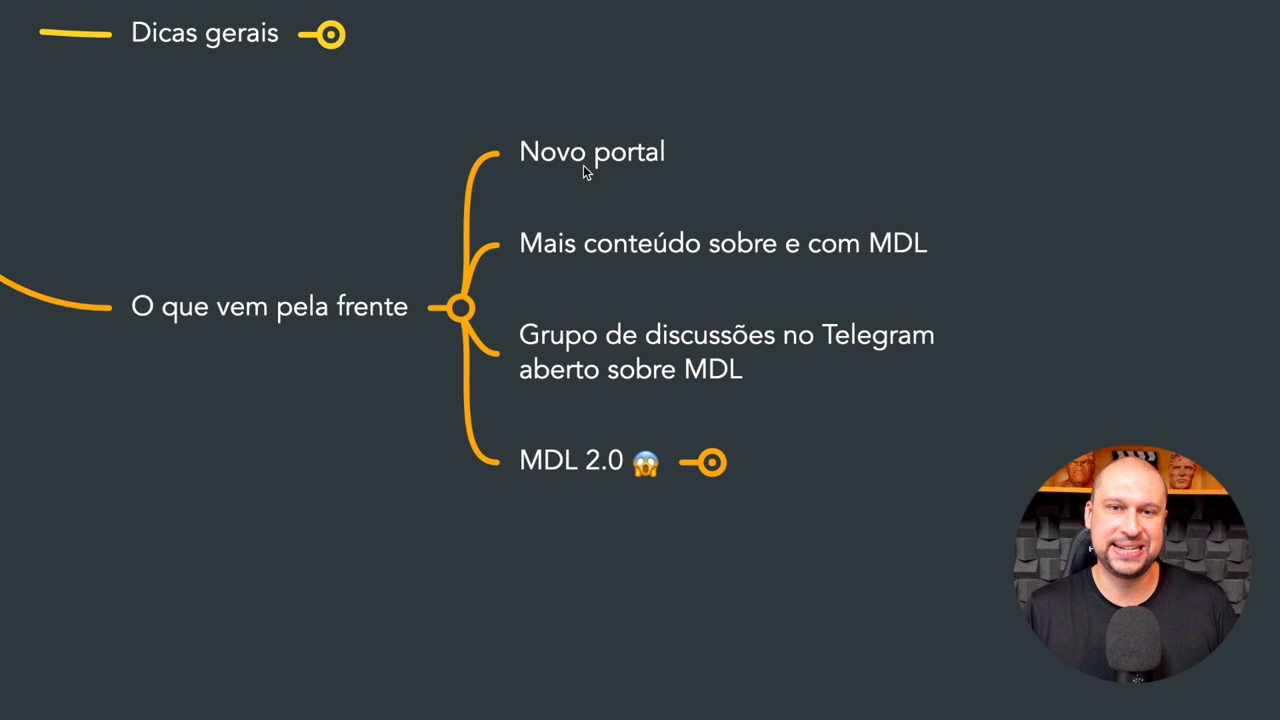 Dicas gerais
Novo portal
Mais conteúdo sobre e com MDL
O que vem pela frente
Grupo de discussões no Telegram
aberto sobre MDL
MDL 2.0 😱